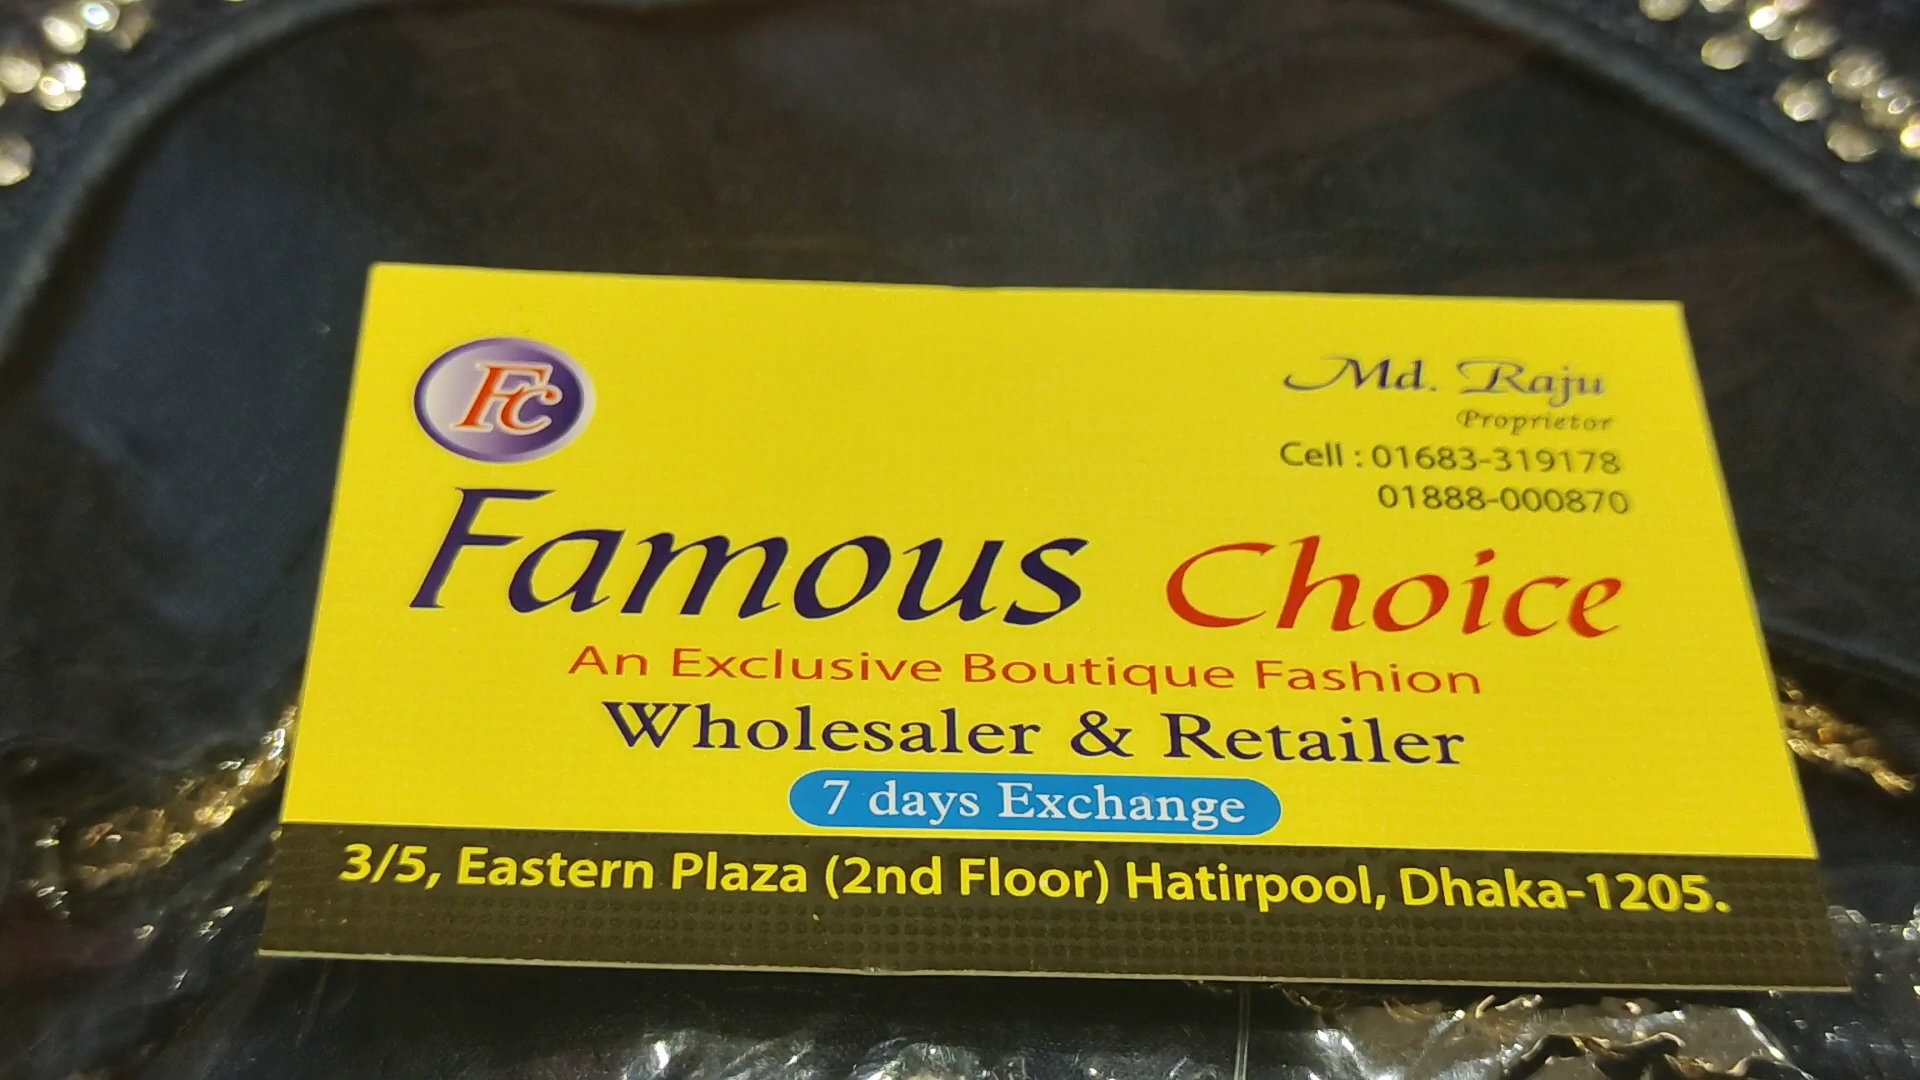 Fc
Md. Raju
Proprietor
Cell : 01683-319178
01888-000870
Famous Choice
An Exclusive Boutique Fashion
Wholesaler & Retailer
7 days Exchange
3/5, Eastern Plaza (2nd Floor) Hatirpool, Dhaka-1205.